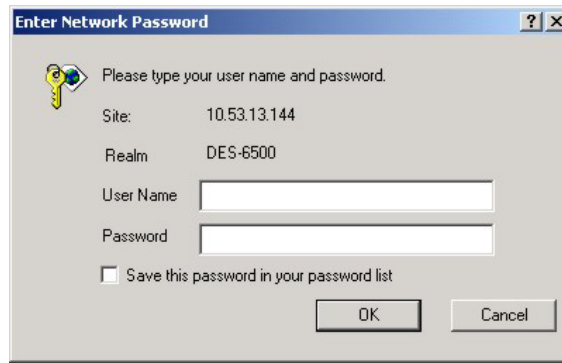 Enter Network Password
? X
Please type your user name and password.
Site: 10.53.13.144
Realm DES-6500
User Name
Password
Save this password in your password list
OK Cancel